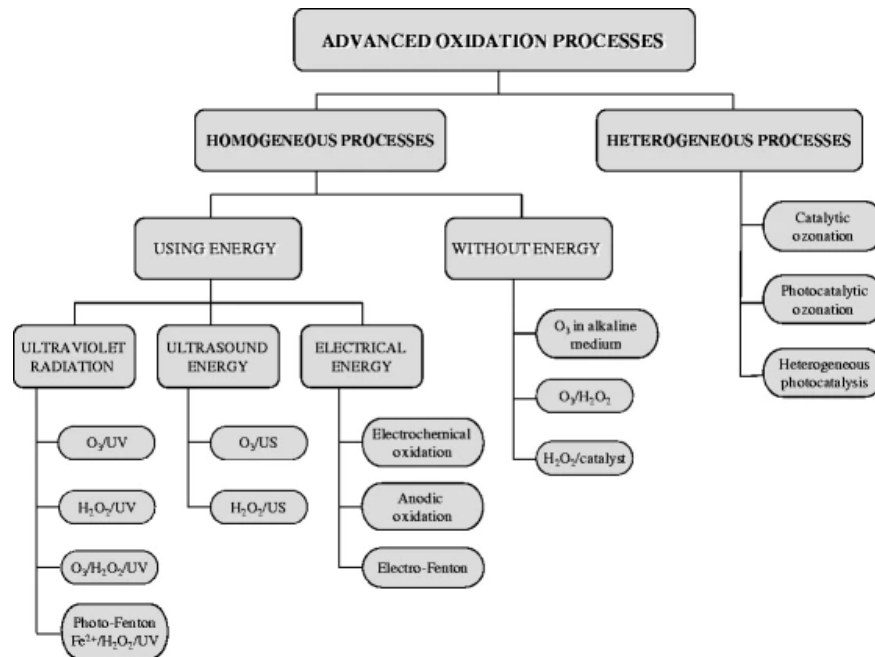 ADVANCED OXIDATION PROCESSES
HOMOGENEOUS PROCESSES
HETEROGENEOUS PROCESSES
USING ENERGY
WITHOUT ENERGY
Catalytic
ozonation
Photocatalytic
ozonation
Heterogeneous
photocatalysis
ULTRAVIOLET
RADIATION
ULTRASOUND
ENERGY
ELECTRICAL
ENERGY
O₃ in alkaline
medium
O₃/H₂O₂
H₂O₂/catalyst
O₃/UV
H₂O₂/UV
O₃/H₂O₂/UV
Photo-Fenton
Fe²⁺/H₂O₂/UV
O₃/US
H₂O₂/US
Electrochemical
oxidation
Anodic
oxidation
Electro-Fenton